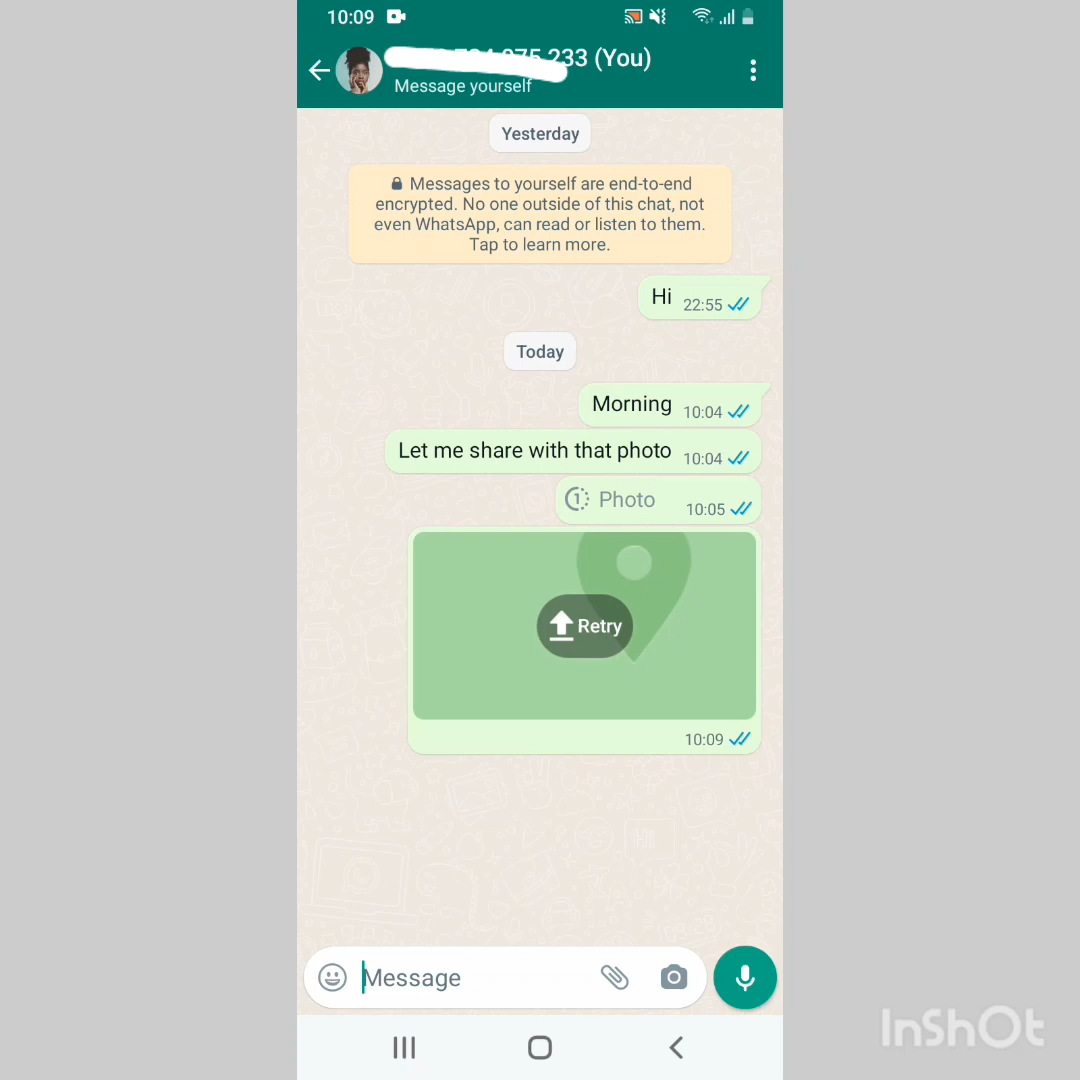 10:09
233 (You)
Message yourself
Yesterday
Messages to yourself are end-to-end
encrypted. No one outside of this chat, not
even WhatsApp, can read or listen to them.
Tap to learn more.
Hi 22:55
Today
Morning 10:04
Let me share with that photo 10:04
1 Photo 10:05
Retry
10:09
Message
InShOt